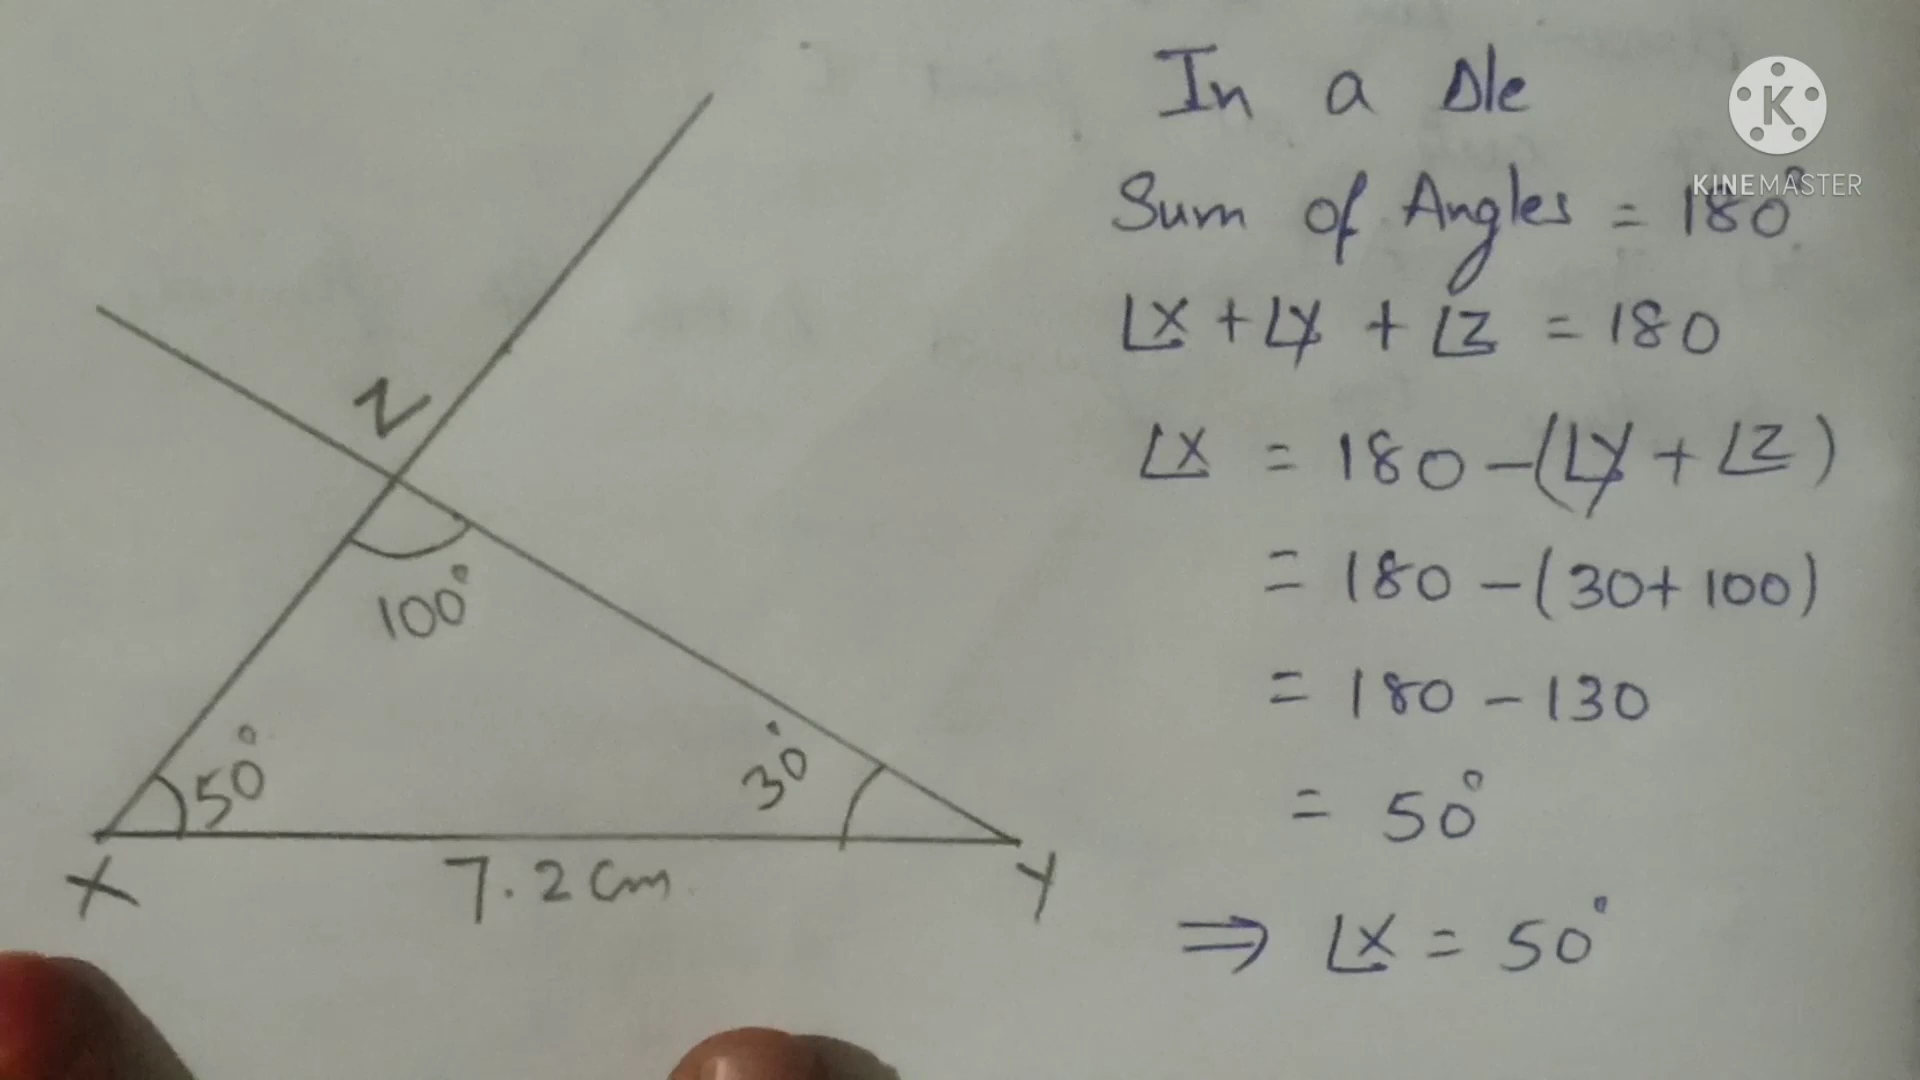 In a Δle
Sum of Angles = 180°
∠X + ∠Y + ∠Z = 180
∠X = 180 - (∠Y + ∠Z)
= 180 - (30 + 100)
= 180 - 130
= 50°
⇒ ∠X = 50°
Z
100°
50°
30°
X
7.2 cm
Y
K
KINEMASTER